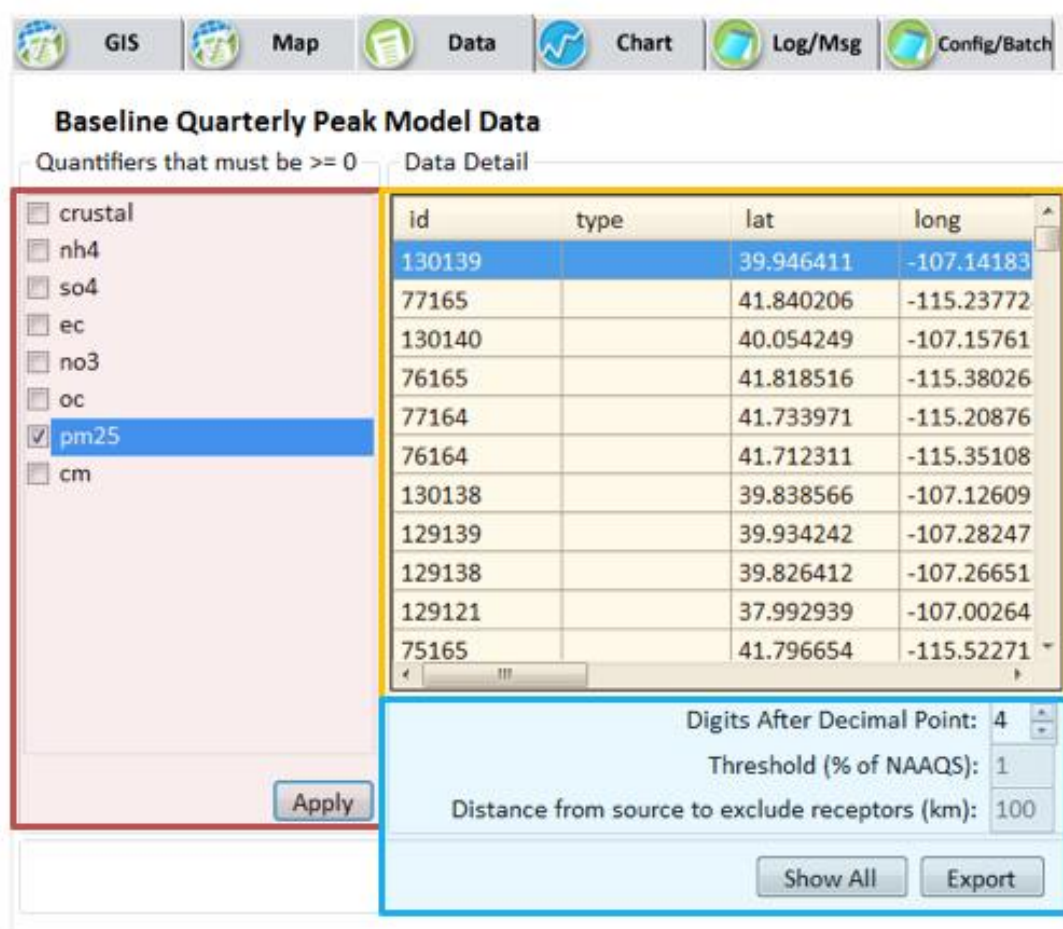 GIS Map Data Chart Log/Msg Config/Batch
Baseline Quarterly Peak Model Data
Quantifiers that must be >= 0
crustal
nh4
so4
ec
no3
oc
pm25
cm
Apply
Data Detail
id type lat long
130139 39.946411 -107.14183
77165 41.840206 -115.23772
130140 40.054249 -107.15761
76165 41.818516 -115.38026
77164 41.733971 -115.20876
76164 41.712311 -115.35108
130138 39.838566 -107.12609
129139 39.934242 -107.28247
129138 39.826412 -107.26651
129121 37.992939 -107.00264
75165 41.796654 -115.52271
Digits After Decimal Point: 4
Threshold (% of NAAQS): 1
Distance from source to exclude receptors (km): 100
Show All Export